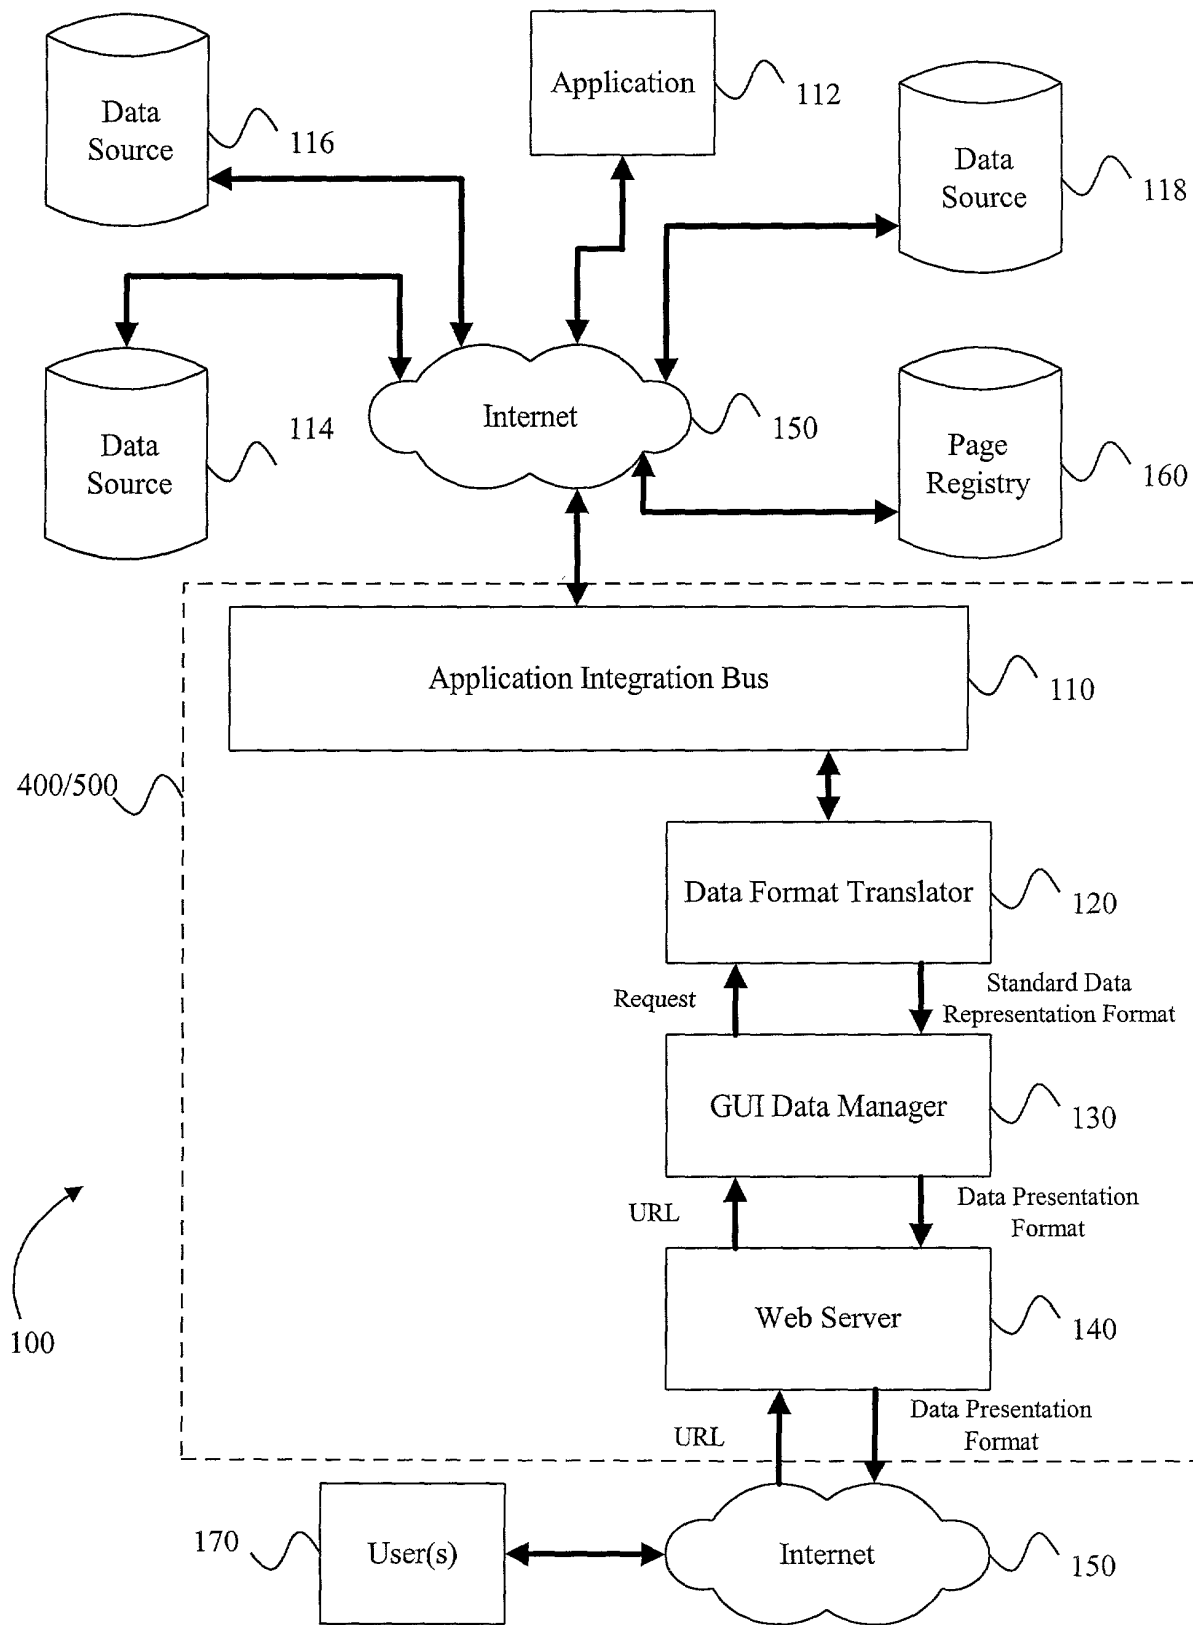 Data
Source
116
Application
112
Data
Source
118
Data
Source
114
Internet
150
Page
Registry
160
Application Integration Bus
110
400/500
Data Format Translator
120
Request
Standard Data
Representation Format
GUI Data Manager
130
URL
Data Presentation
Format
Web Server
140
100
URL
Data Presentation
Format
170
User(s)
Internet
150